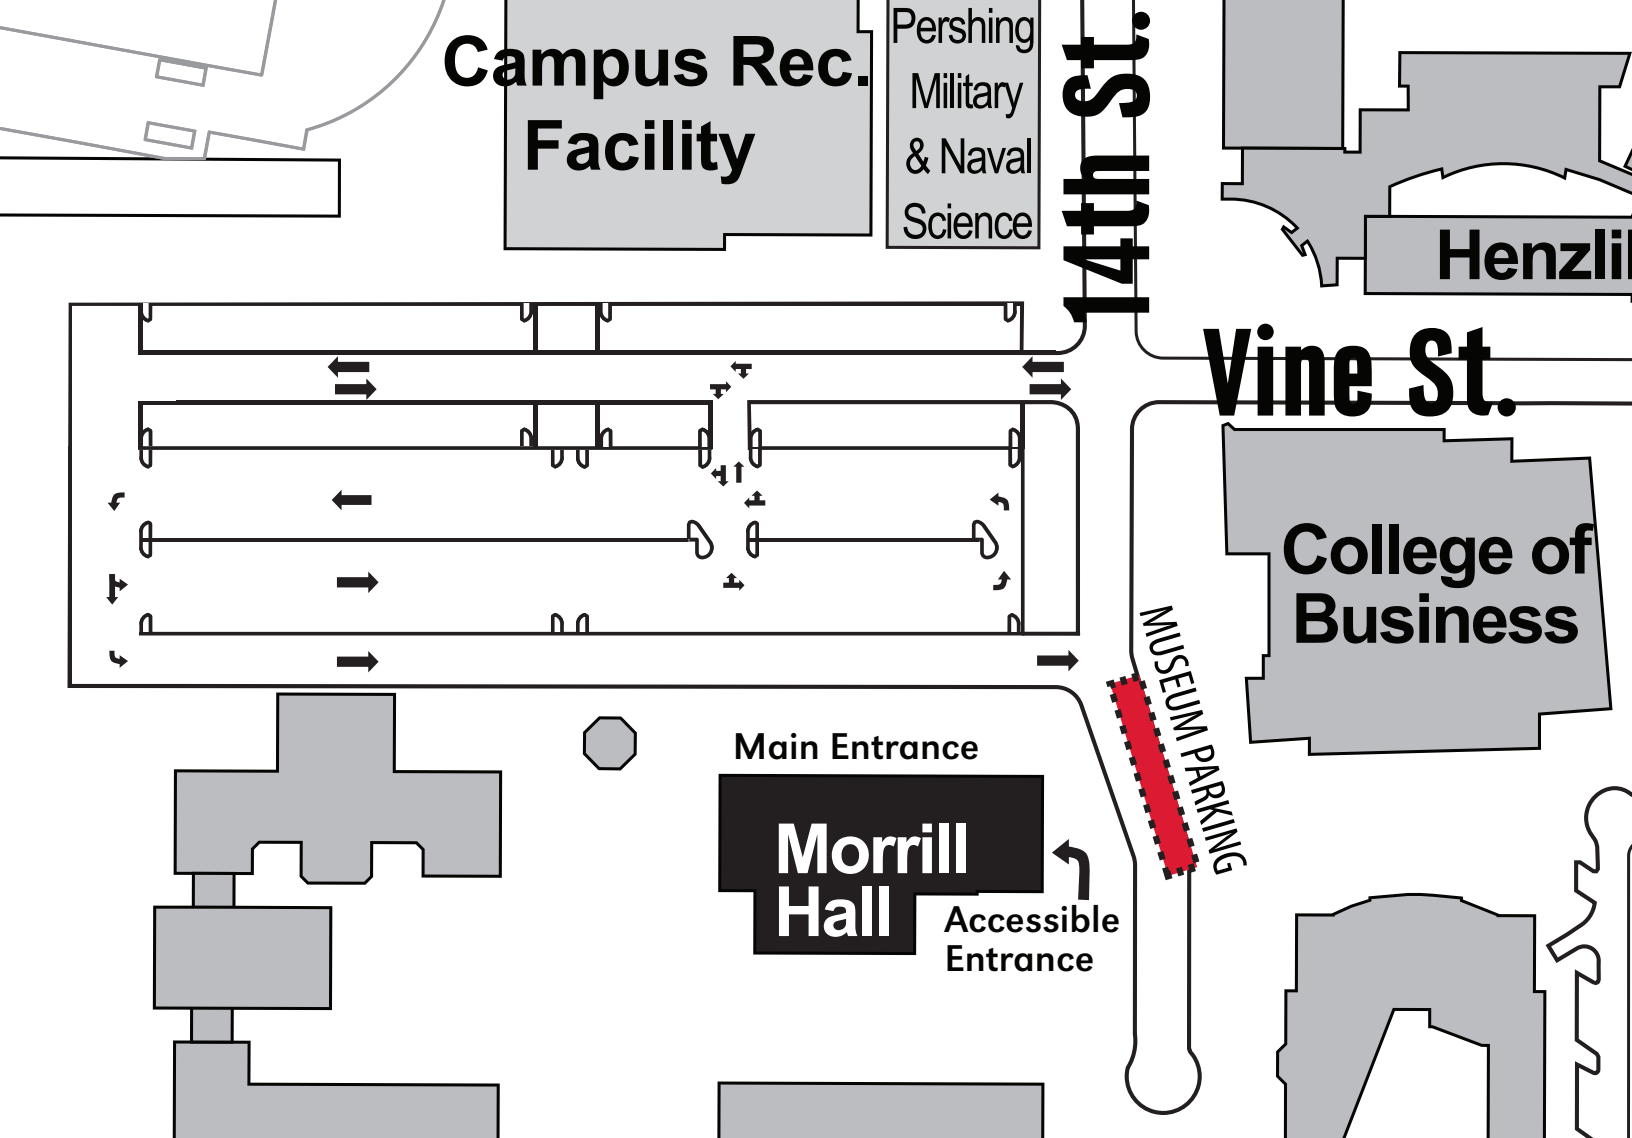 Campus Rec.
Facility
Pershing
Military
& Naval
Science
14th St.
Vine St.
College of
Business
MUSEUM PARKING
Main Entrance
Morrill
Hall
Accessible
Entrance